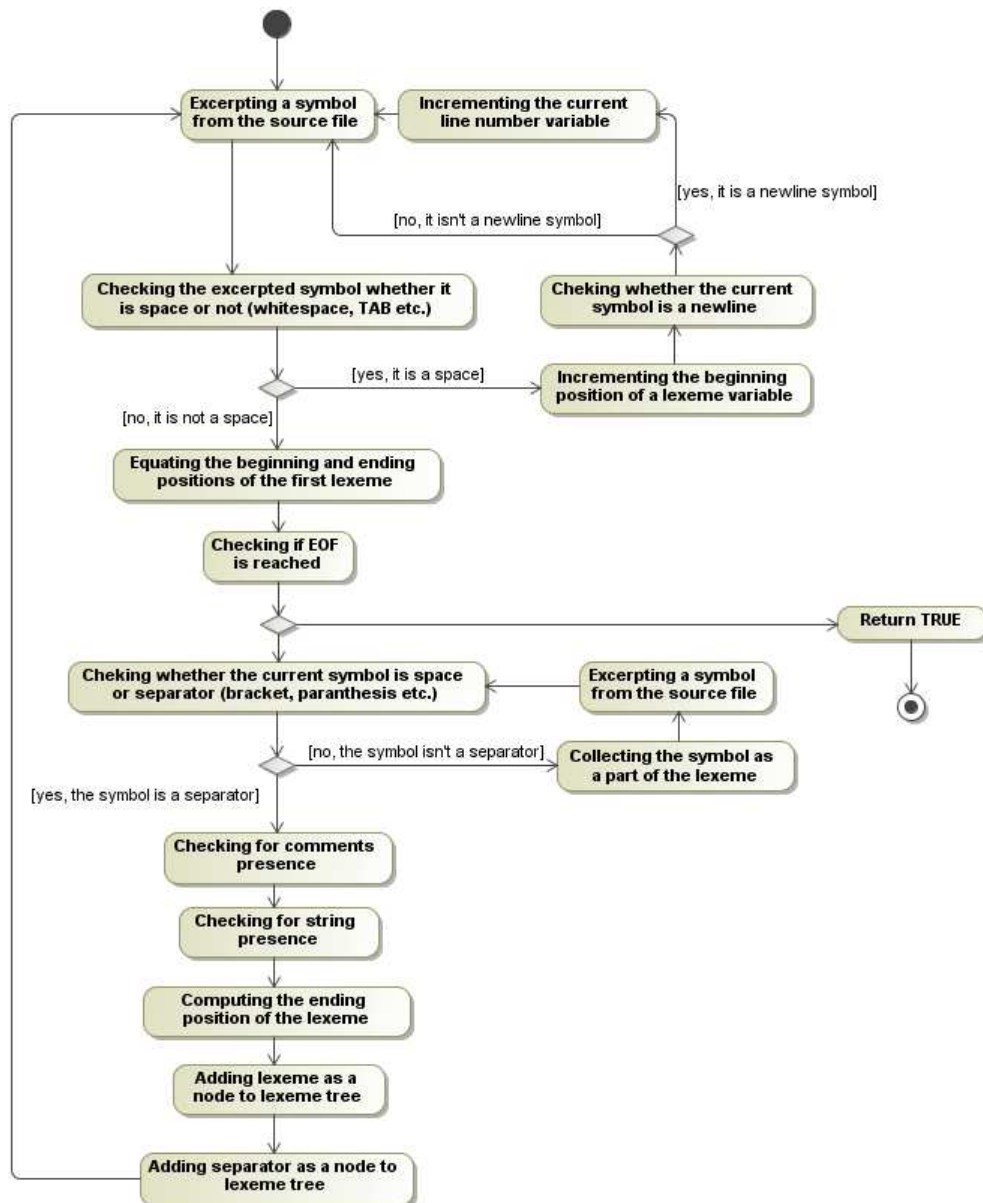 Excerpting a symbol
from the source file
Incrementing the current
line number variable
[yes, it is a newline symbol]
[no, it isn't a newline symbol]
Checking the excerpted symbol whether it
is space or not (whitespace, TAB etc.)
Cheking whether the current
symbol is a newline
[yes, it is a space]
Incrementing the beginning
position of a lexeme variable
[no, it is not a space]
Equating the beginning and ending
positions of the first lexeme
Checking if EOF
is reached
Return TRUE
Cheking whether the current symbol is space
or separator (bracket, paranthesis etc.)
Excerpting a symbol
from the source file
[no, the symbol isn't a separator]
Collecting the symbol as
a part of the lexeme
[yes, the symbol is a separator]
Checking for comments
presence
Checking for string
presence
Computing the ending
position of the lexeme
Adding lexeme as a
node to lexeme tree
Adding separator as a node to
lexeme tree